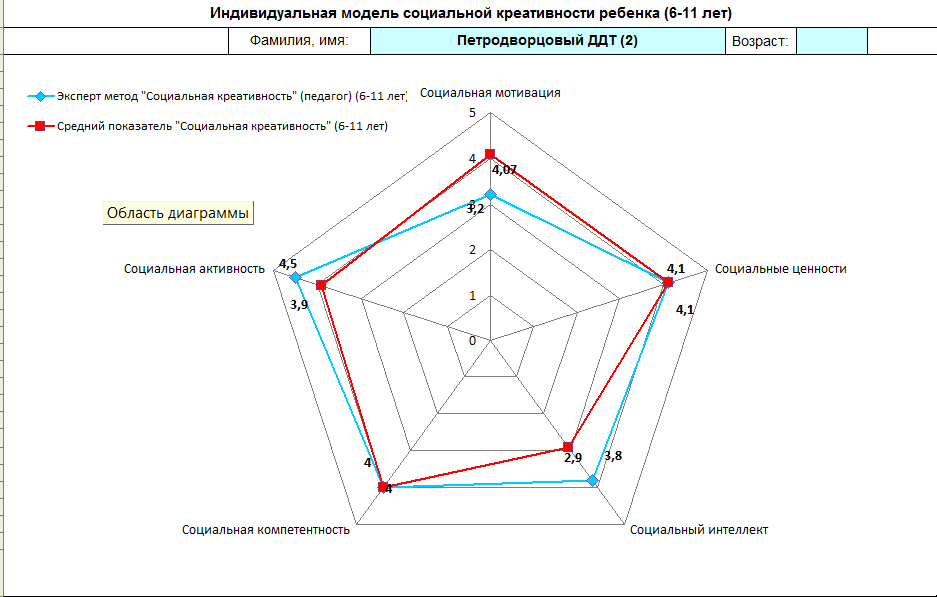 Индивидуальная модель социальной креативности ребенка (6-11 лет)
Фамилия, имя: Петродворцовый ДДТ (2) Возраст:
Социальная мотивация
Эксперт метод "Социальная креативность" (педагог) (6-11 лет)
Средний показатель "Социальная креативность" (6-11 лет)
5
4
4,07
3
3,2
Область диаграммы
2
4,5
4,1
Социальная активность
Социальные ценности
1
3,9
4,1
0
4
2,9
3,8
4
Социальная компетентность
Социальный интеллект